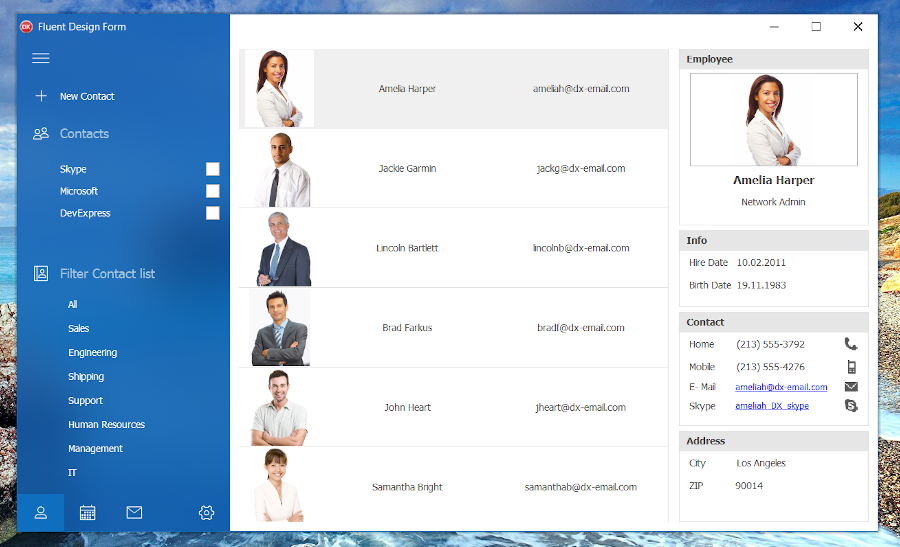 DX Fluent Design Form
New Contact
Contacts
Skype
Microsoft
DevExpress
Filter Contact list
All
Sales
Engineering
Shipping
Support
Human Resources
Management
IT
Amelia Harper ameliah@dx-email.com
Jackie Garmin jackg@dx-email.com
Lincoln Bartlett lincolnb@dx-email.com
Brad Farkus bradf@dx-email.com
John Heart jheart@dx-email.com
Samantha Bright samanthab@dx-email.com
Employee
Amelia Harper
Network Admin
Info
Hire Date 10.02.2011
Birth Date 19.11.1983
Contact
Home (213) 555-3792
Mobile (213) 555-4276
E- Mail ameliah@dx-email.com
Skype ameliah_DX_skype
Address
City Los Angeles
ZIP 90014